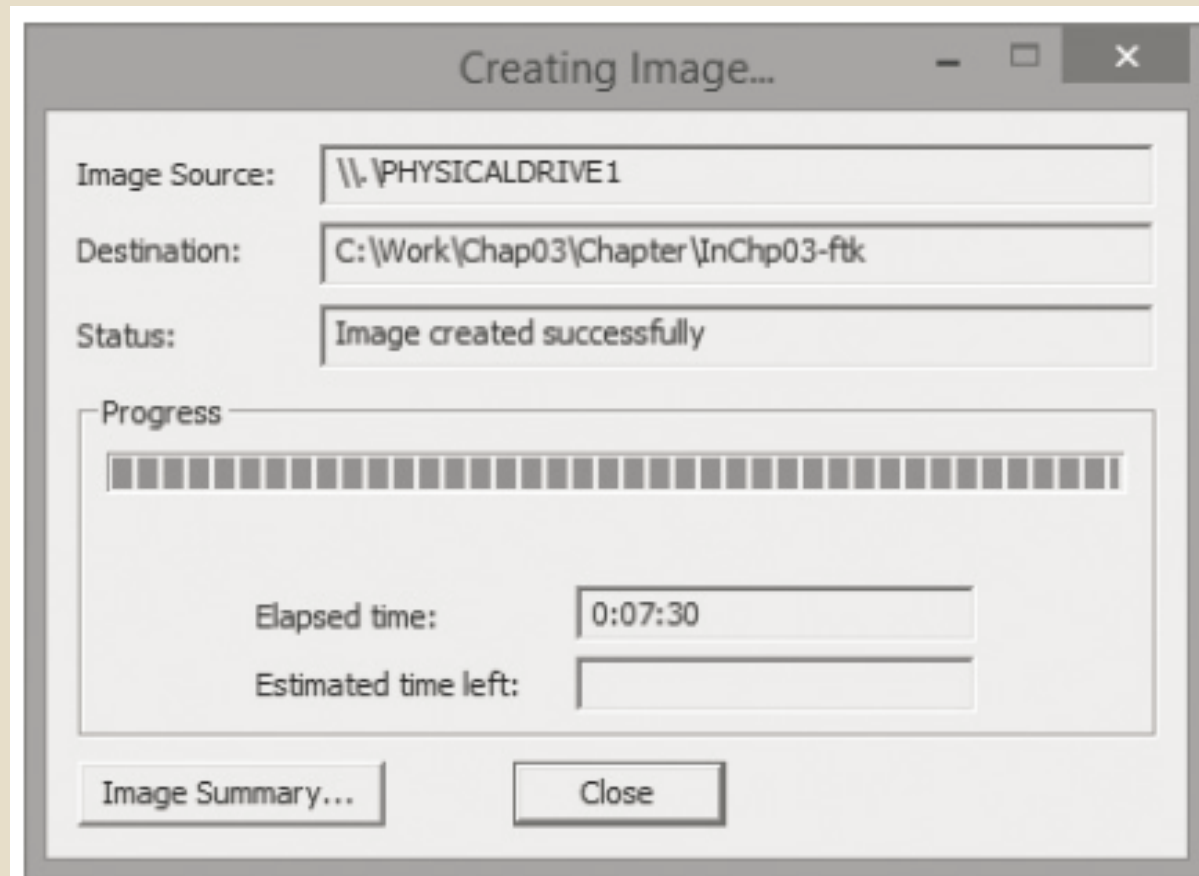 Creating Image...
Image Source: \\.\PHYSICALDRIVE1
Destination: C:\Work\Chap03\Chapter\InChp03-ftk
Status: Image created successfully
Progress
Elapsed time: 0:07:30
Estimated time left:
Image Summary... Close